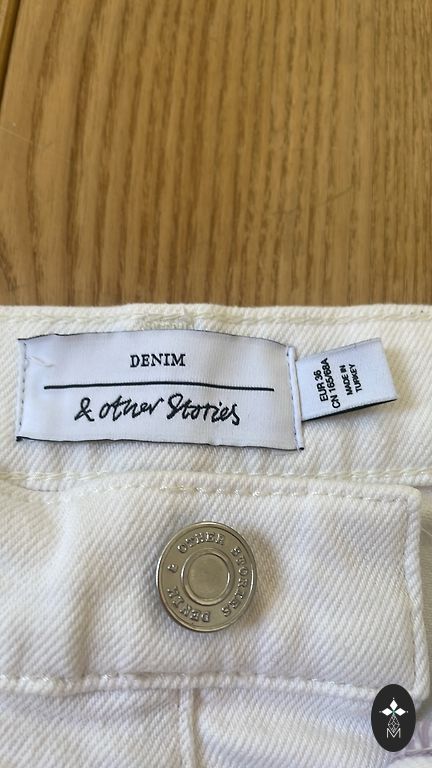 DENIM
& other Stories
EUR 36
CN 165/68A
MADE IN
TURKEY
& OTHER STORIES DENIM
M